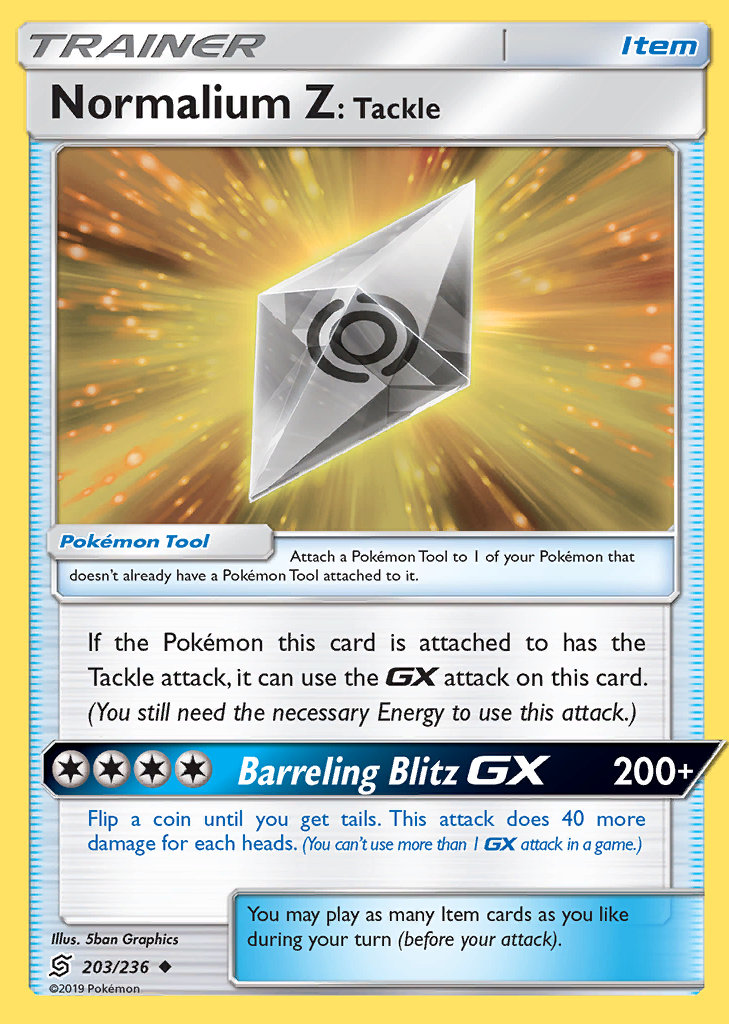 TRAINER
Item
Normalium Z: Tackle
Pokémon Tool
Attach a Pokémon Tool to 1 of your Pokémon that
doesn't already have a Pokémon Tool attached to it.
If the Pokémon this card is attached to has the
Tackle attack, it can use the GX attack on this card.
(You still need the necessary Energy to use this attack.)
Barreling Blitz GX 200+
Flip a coin until you get tails. This attack does 40 more
damage for each heads. (You can't use more than 1 GX attack in a game.)
You may play as many Item cards as you like
during your turn (before your attack).
Illus. 5ban Graphics
203/236 ◆
©2019 Pokémon